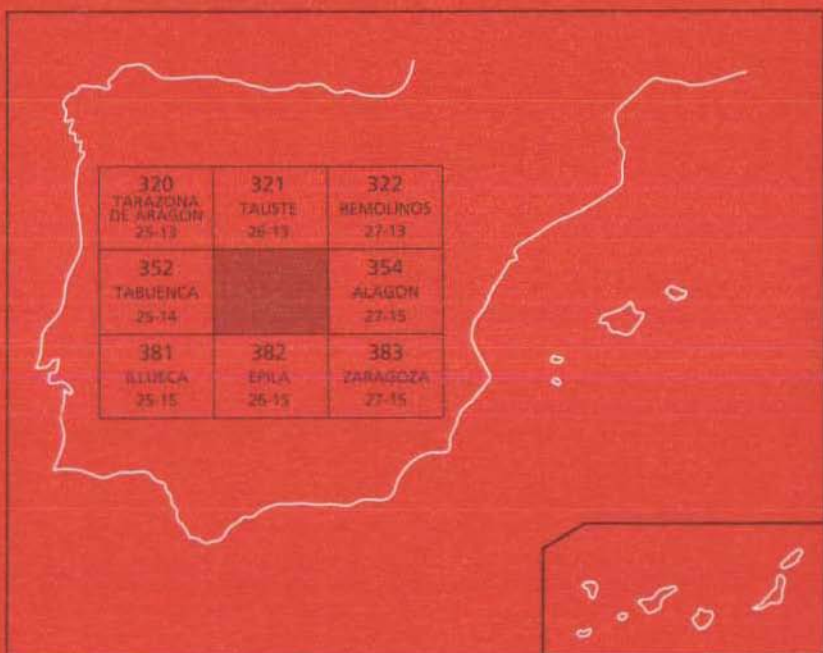 320
TARAZONA
DE ARAGON
25-13
321
TAUSTE
26-13
322
REMOLINOS
27-13
352
TABUENCA
25-14
354
ALAGON
27-15
381
ILLUECA
25-15
382
EPILA
26-15
383
ZARAGOZA
27-15